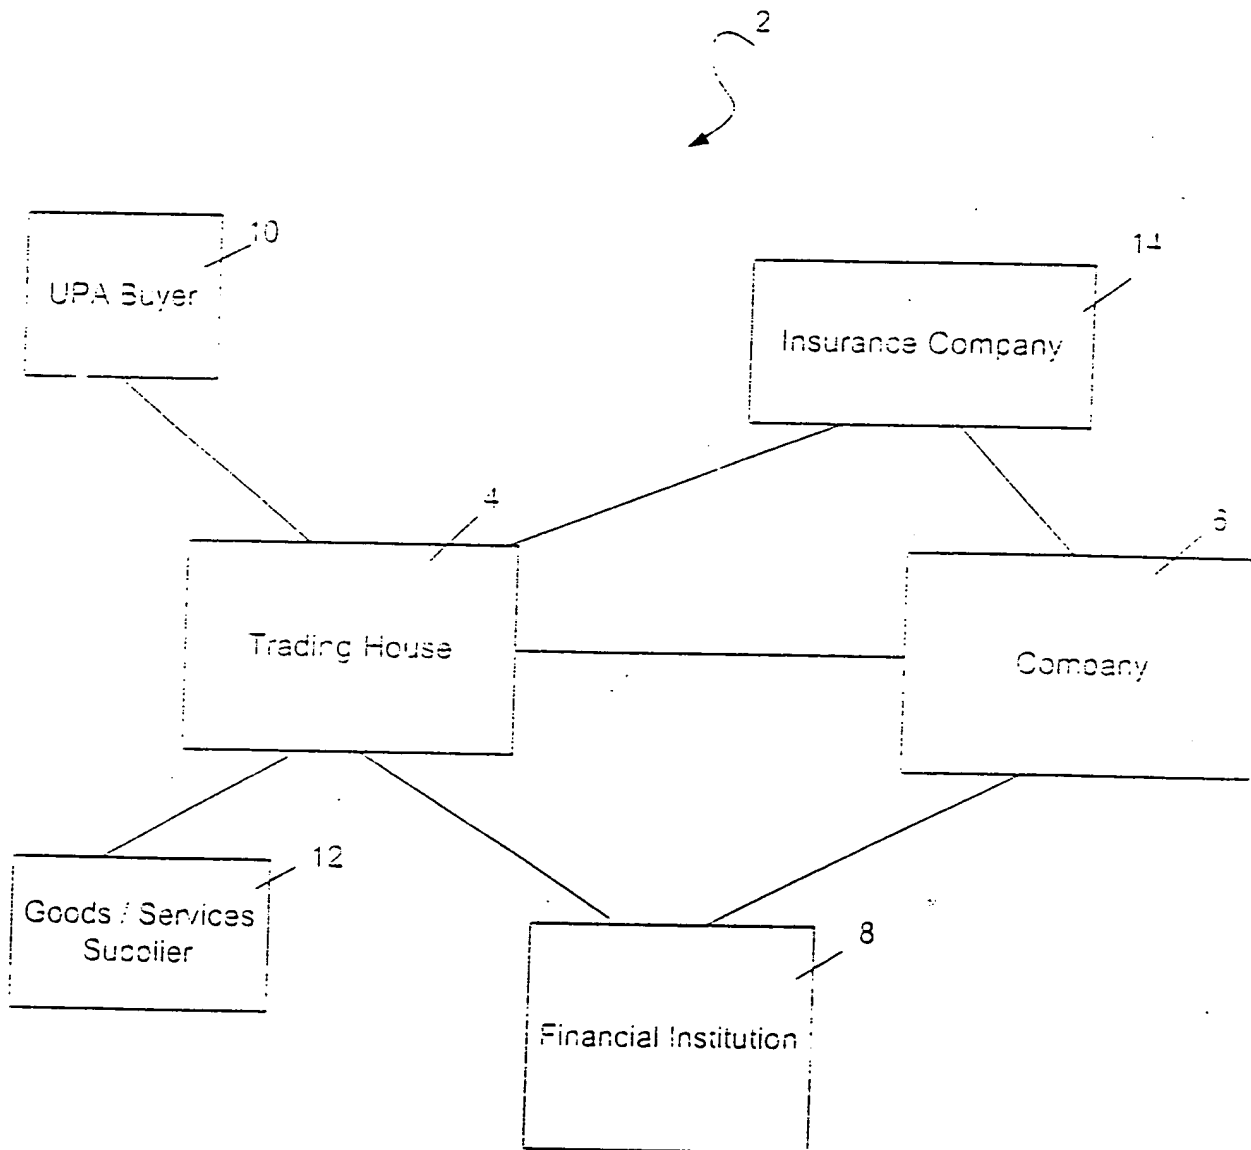 2
10
UPA Buyer
14
Insurance Company
4
Trading House
6
Company
12
Goods / Services
Supplier
8
Financial Institution